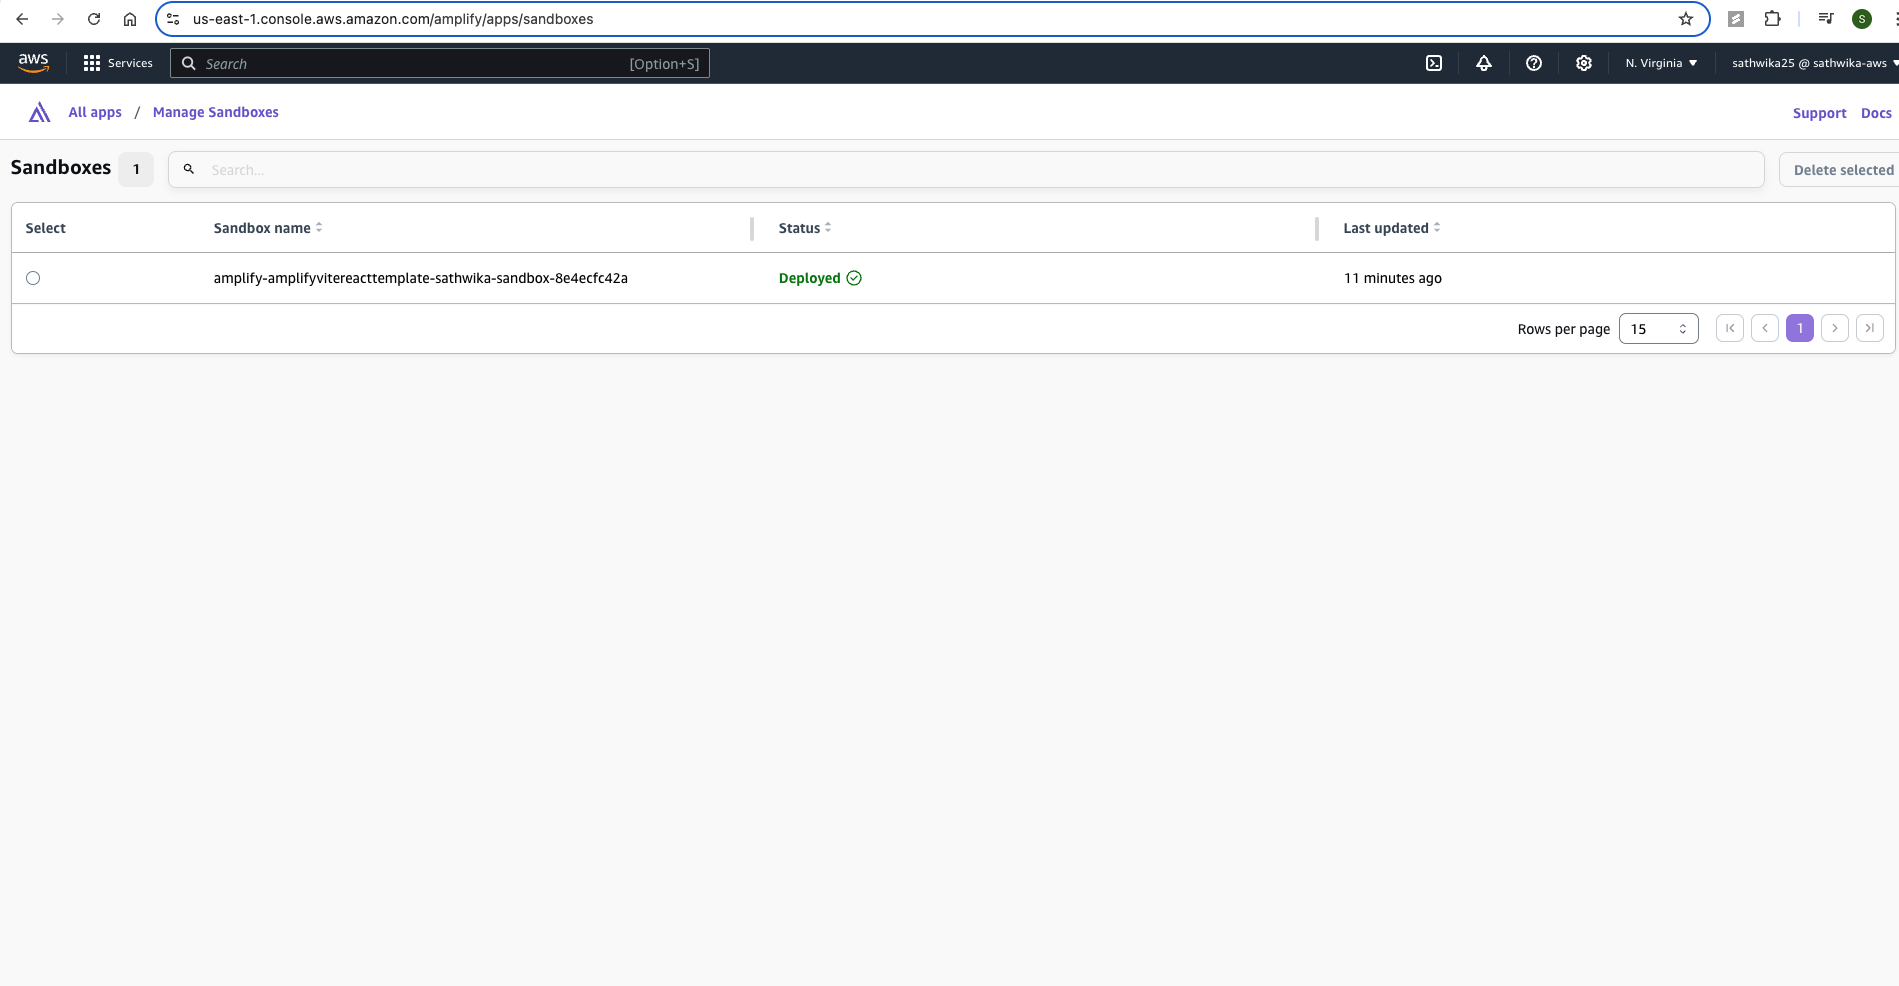 us-east-1.console.aws.amazon.com/amplify/apps/sandboxes
S
aws Services Search [Option+S] N. Virginia sathwika25 @ sathwika-aws
All apps / Manage Sandboxes Support Docs
Sandboxes 1 Search... Delete selected
Select Sandbox name Status Last updated
amplify-amplifyvitereacttemplate-sathwika-sandbox-8e4ecfc42a Deployed 11 minutes ago
Rows per page 15 1